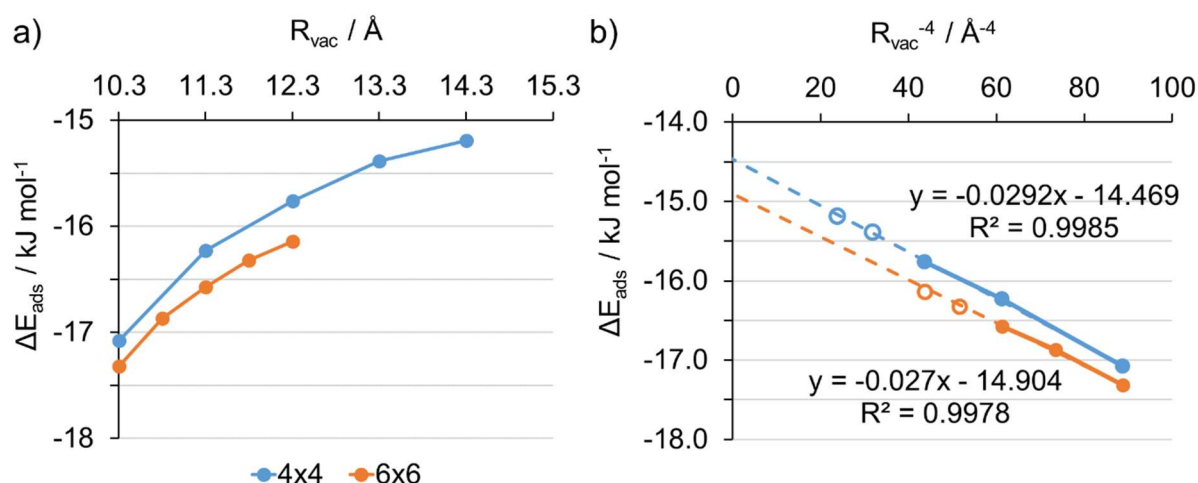 a)
R_vac / Å
10.3 11.3 12.3 13.3 14.3 15.3
-15
-16
-17
-18
ΔE_ads / kJ mol⁻¹
4x4 6x6
b)
R_vac⁻⁴ / Å⁻⁴
0 20 40 60 80 100
-14.0
-15.0
-16.0
-17.0
-18.0
ΔE_ads / kJ mol⁻¹
y = -0.0292x - 14.469
R² = 0.9985
y = -0.027x - 14.904
R² = 0.9978